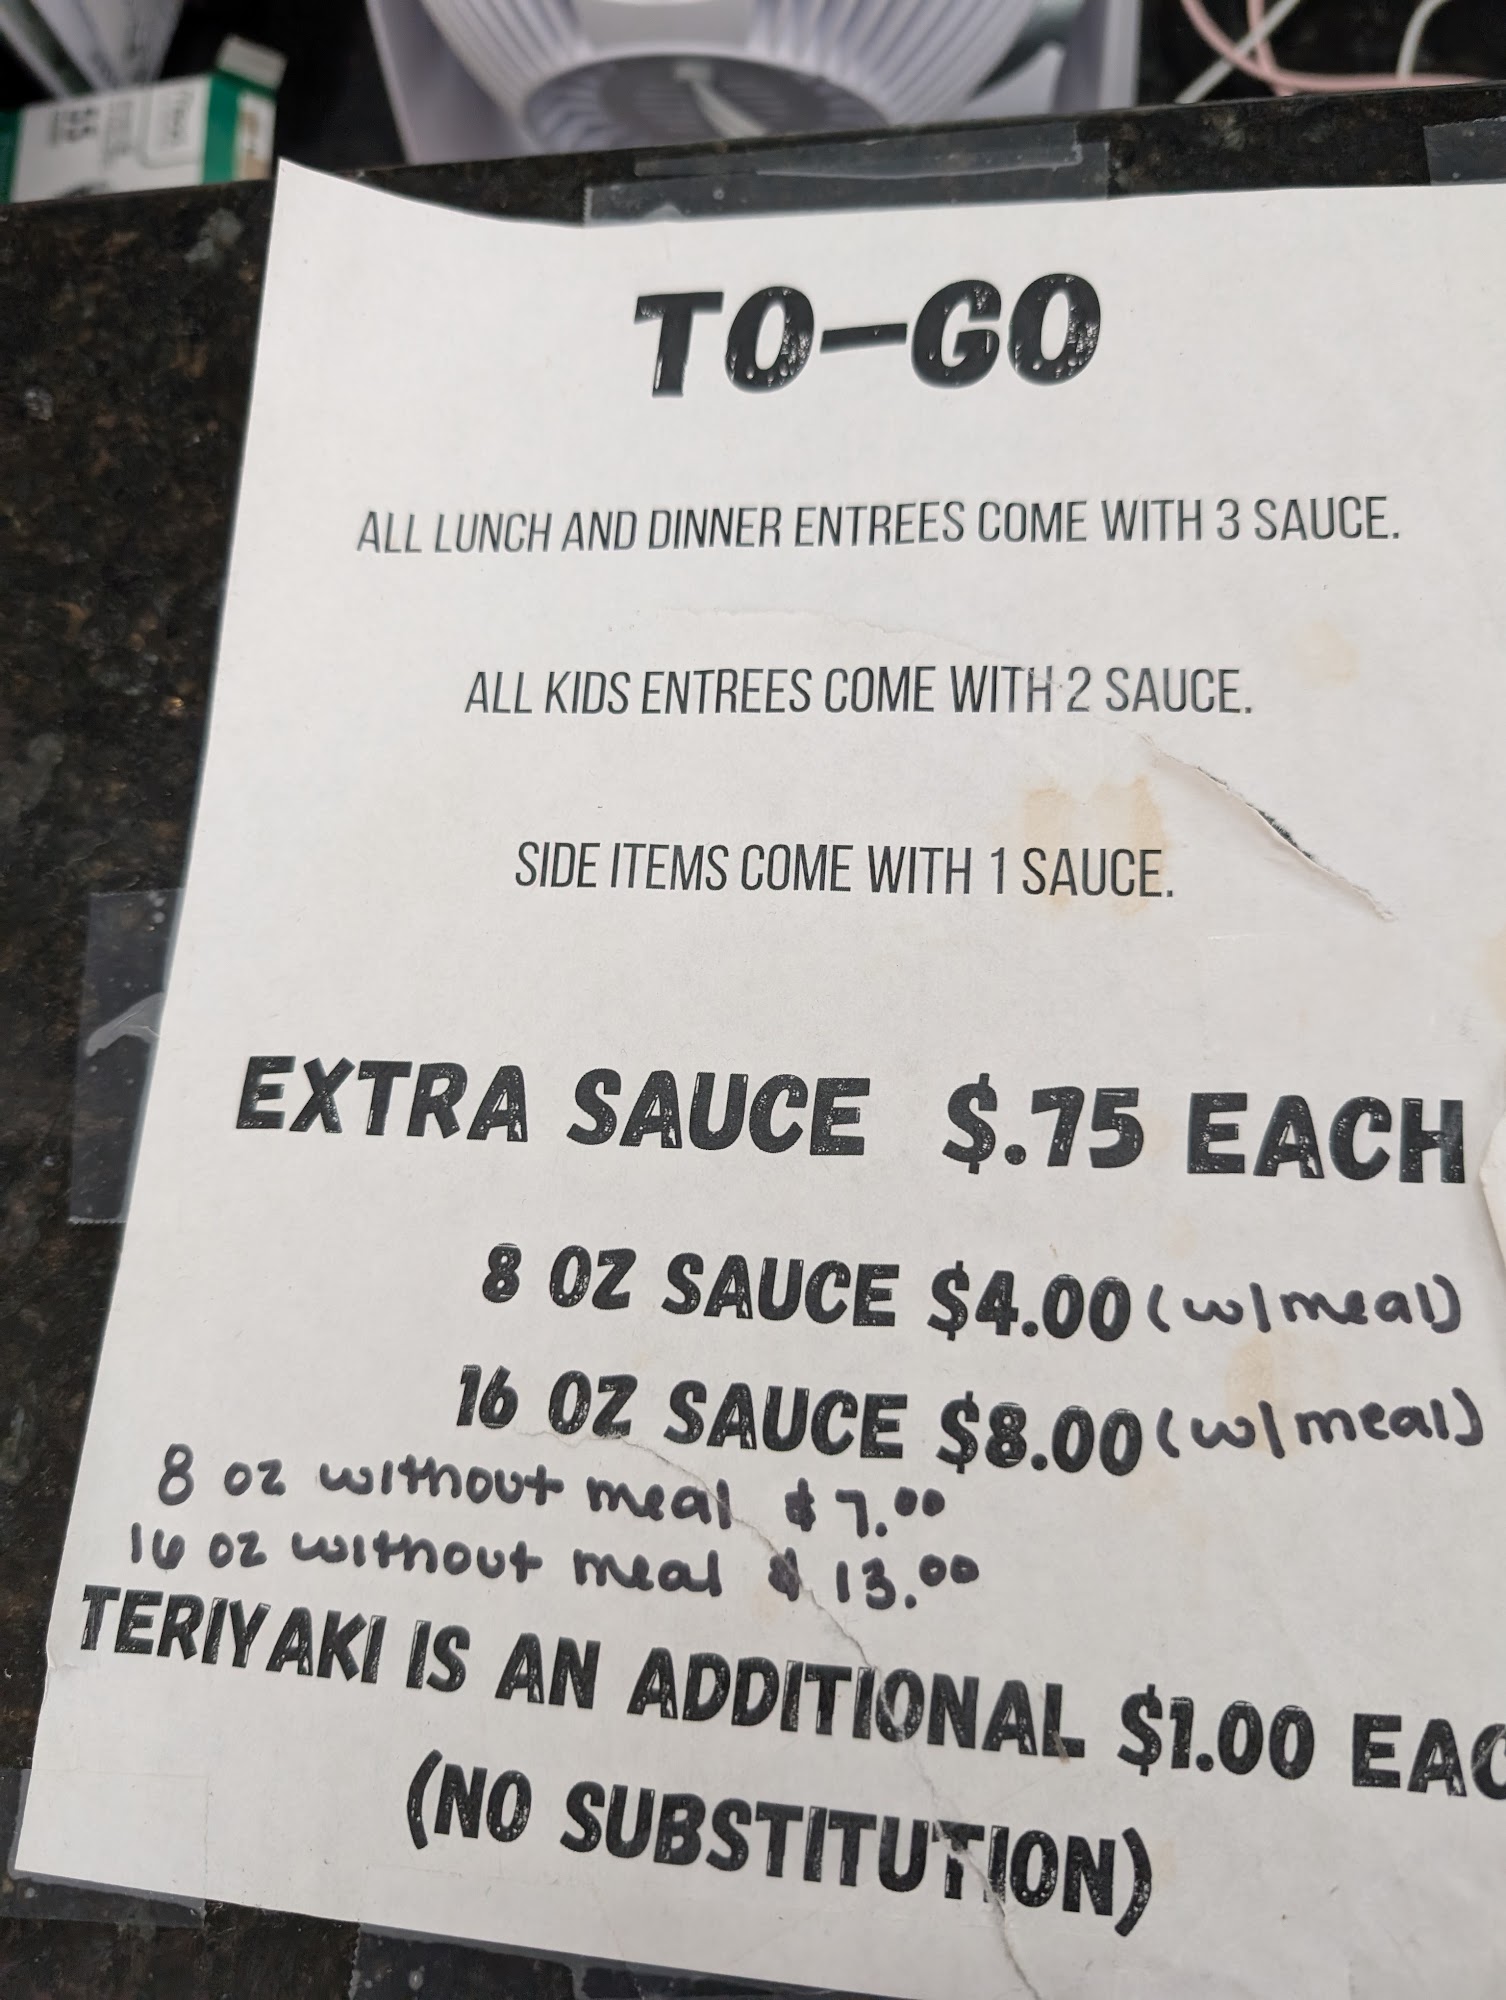 TO-GO
ALL LUNCH AND DINNER ENTREES COME WITH 3 SAUCE.
ALL KIDS ENTREES COME WITH 2 SAUCE.
SIDE ITEMS COME WITH 1 SAUCE.
EXTRA SAUCE $.75 EACH
8 OZ SAUCE $4.00 (w/meal)
16 OZ SAUCE $8.00 (w/meal)
8 oz without meal $7.00
16 oz without meal $13.00
TERIYAKI IS AN ADDITIONAL $1.00 EAC
(NO SUBSTITUTION)